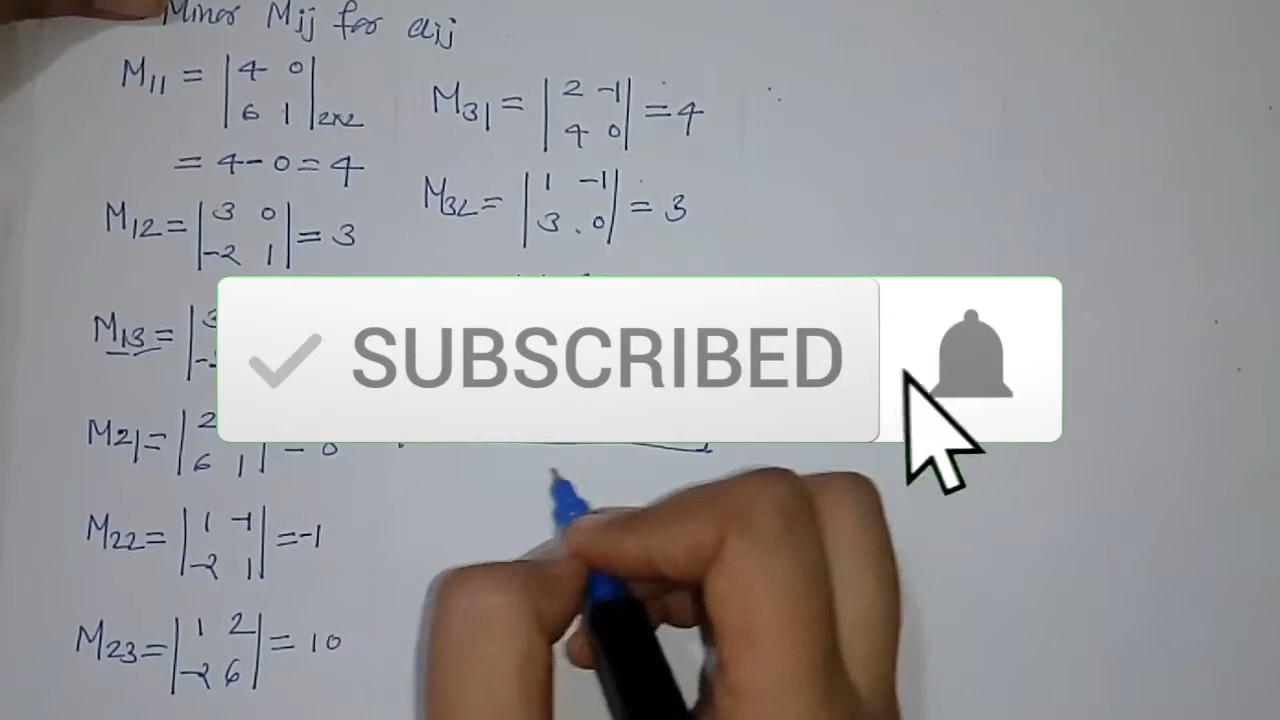 Minor Mij for aij
M11 = |4 0
6 1|2x2
= 4 - 0 = 4
M12 = |3 0
-2 1| = 3
M13 = |3
M21 = |2
6 1| = 8
M22 = |1 -1
-2 1| = -1
M23 = |1 2
-2 6| = 10
M31 = |2 -1
4 0| = 4
M32 = |1 -1
3 0| = 3
SUBSCRIBED